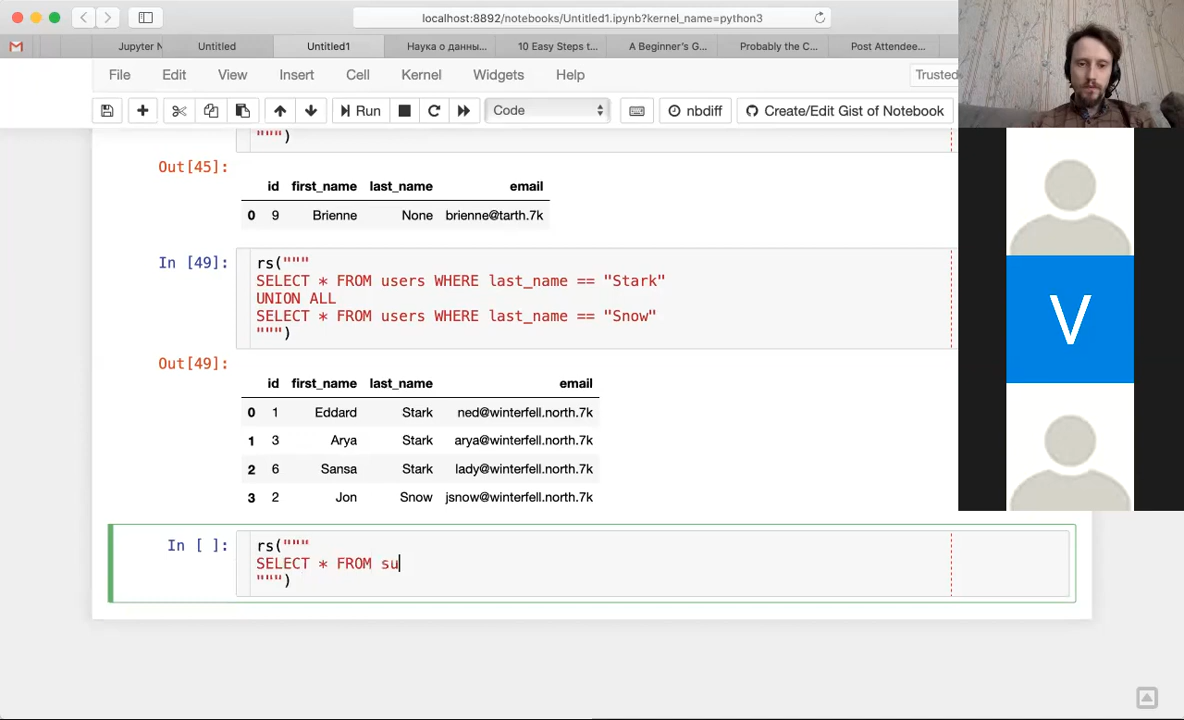 localhost:8892/notebooks/Untitled1.ipynb?kernel_name=python3
Jupyter N
Untitled
Untitled1
Наука о данны...
10 Easy Steps t...
A Beginner's G...
Probably the C...
Post Attendee...
File
Edit
View
Insert
Cell
Kernel
Widgets
Help
Trusted
Run
Code
nbdiff
Create/Edit Gist of Notebook
""")
Out[45]:
id first_name last_name email
0 9 Brienne None brienne@tarth.7k
In [49]:
rs("""
SELECT * FROM users WHERE last_name == "Stark"
UNION ALL
SELECT * FROM users WHERE last_name == "Snow"
""")
Out[49]:
id first_name last_name email
0 1 Eddard Stark ned@winterfell.north.7k
1 3 Arya Stark arya@winterfell.north.7k
2 6 Sansa Stark lady@winterfell.north.7k
3 2 Jon Snow jsnow@winterfell.north.7k
In [ ]:
rs("""
SELECT * FROM su
""")
V